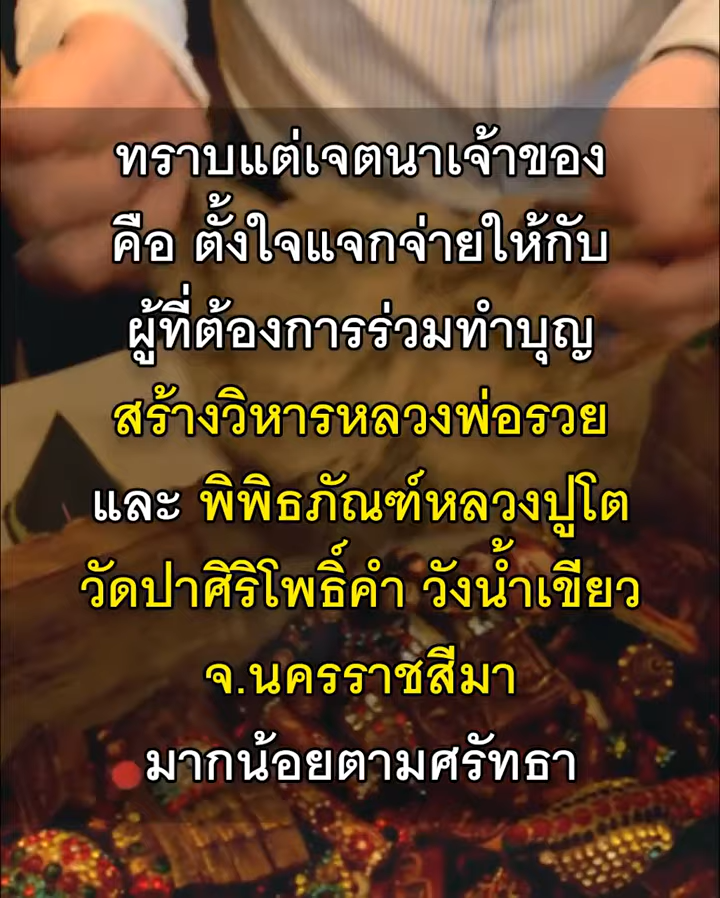 ทราบแต่เจตนาเจ้าของ
คือ ตั้งใจแจกจ่ายให้กับ
ผู้ที่ต้องการร่วมทำบุญ
สร้างวิหารหลวงพ่อรวย
และ พิพิธภัณฑ์หลวงปู่โต
วัดป่าศิริโพธิ์คำ วังน้ำเขียว
จ.นครราชสีมา
มากน้อยตามศรัทธา